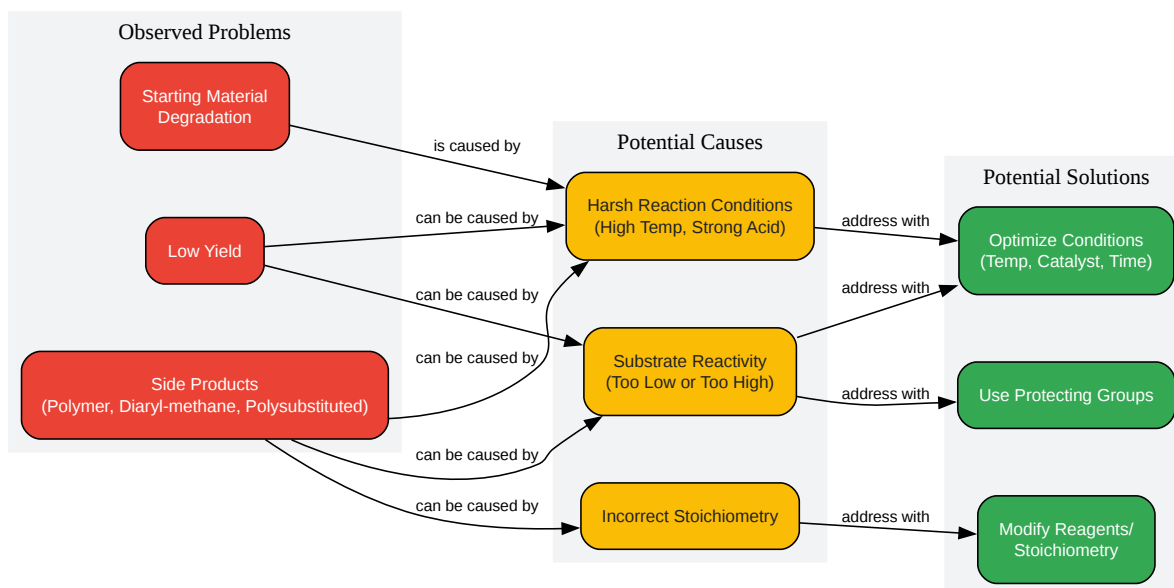 Observed Problems
Starting Material
Degradation
Low Yield
Side Products
(Polymer, Diaryl-methane, Polysubstituted)
is caused by
can be caused by
can be caused by
can be caused by
can be caused by
can be caused by
Potential Causes
Harsh Reaction Conditions
(High Temp, Strong Acid)
Substrate Reactivity
(Too Low or Too High)
Incorrect Stoichiometry
address with
address with
address with
address with
Potential Solutions
Optimize Conditions
(Temp, Catalyst, Time)
Use Protecting Groups
Modify Reagents/
Stoichiometry